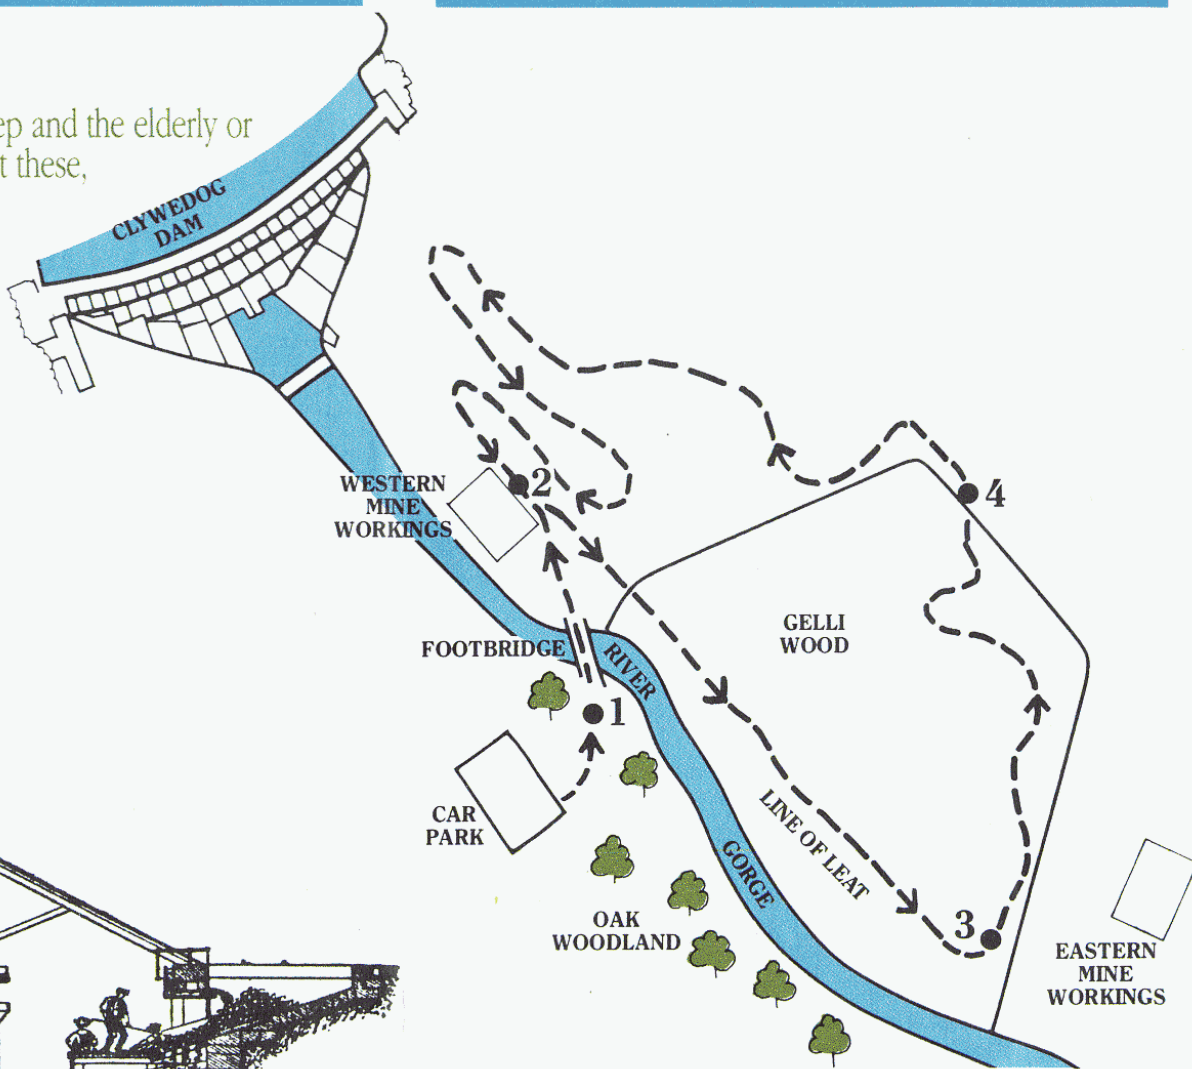 ep and the elderly or
t these,
CLYWEDOG
DAM
WESTERN
MINE
WORKINGS
2
4
GELLI
WOOD
FOOTBRIDGE
RIVER
1
CAR
PARK
LINE OF LEAT
GORGE
OAK
WOODLAND
3
EASTERN
MINE
WORKINGS